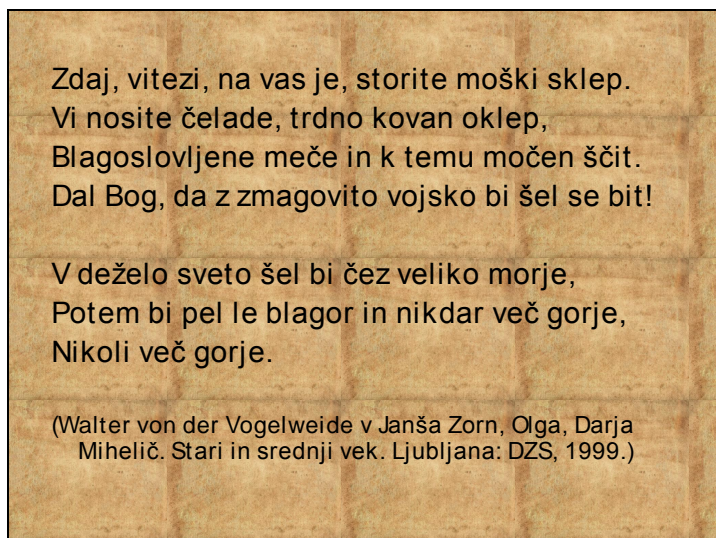 Zdaj, vitezi, na vas je, storite moški sklep.
Vi nosite čelade, trdno kovan oklep,
Blagoslovljene meče in k temu močen ščit.
Dal Bog, da z zmagovito vojsko bi šel se bit!
V deželo sveto šel bi čez veliko morje,
Potem bi pel le blagor in nikdar več gorje,
Nikoli več gorje.
(Walter von der Vogelweide v Janša Zorn, Olga, Darja
Mihelič. Stari in srednji vek. Ljubljana: DZS, 1999.)